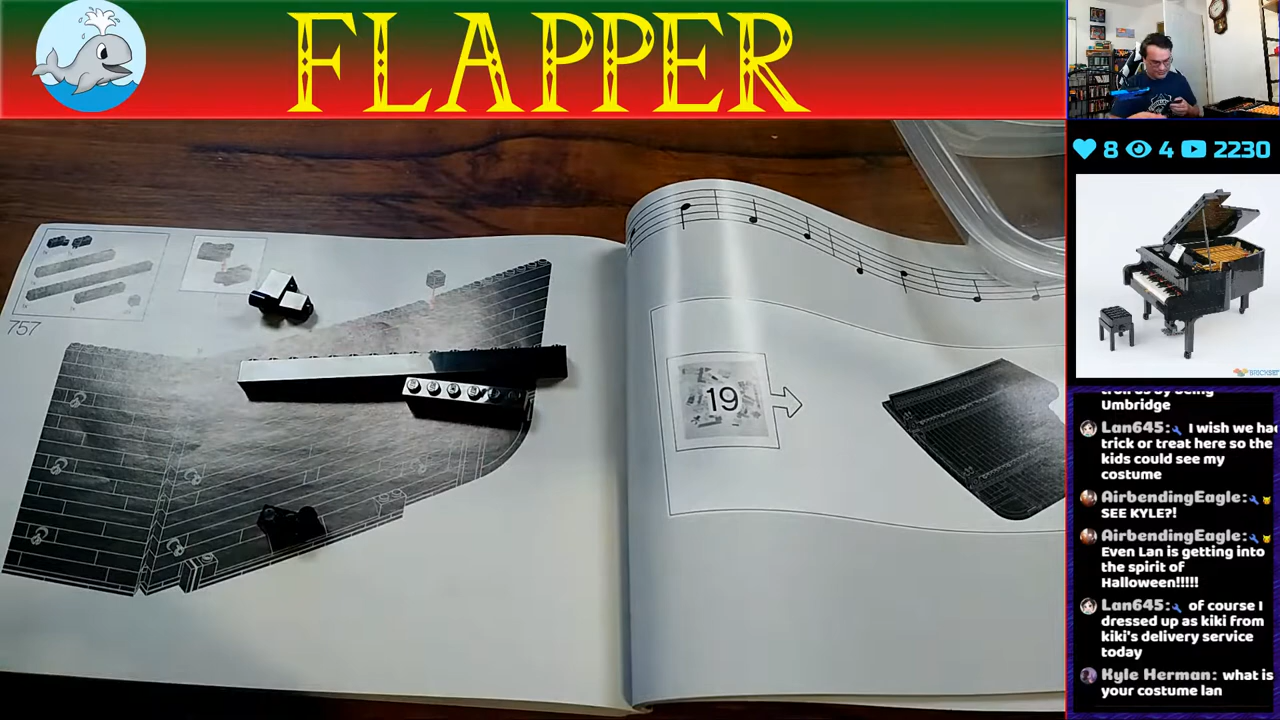 FLAPPER
8 4 2230
757
19
BRICKSET
Umbridge
Lan645: I wish we had
trick or treat here so the
kids could see my
costume
AirbendingEagle:
SEE KYLE?!
AirbendingEagle:
Even Lan is getting into
the spirit of
Halloween!!!!!
Lan645: of course I
dressed up as kiki from
kiki's delivery service
today
Kyle Herman: what is
your costume lan